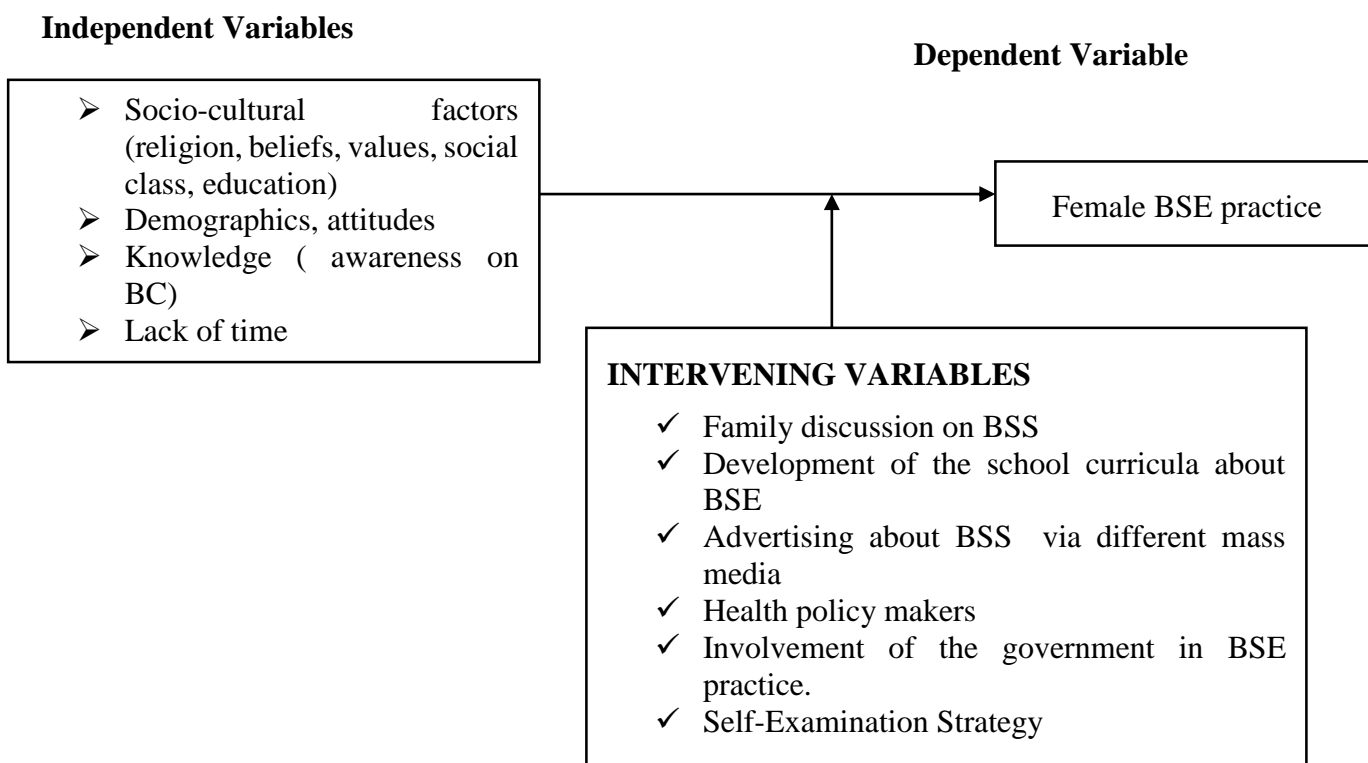 Independent Variables
Dependent Variable
➢ Socio-cultural factors
(religion, beliefs, values, social
class, education)
➢ Demographics, attitudes
➢ Knowledge ( awareness on
BC)
➢ Lack of time
Female BSE practice
INTERVENING VARIABLES
✓ Family discussion on BSS
✓ Development of the school curricula about
BSE
✓ Advertising about BSS via different mass
media
✓ Health policy makers
✓ Involvement of the government in BSE
practice.
✓ Self-Examination Strategy